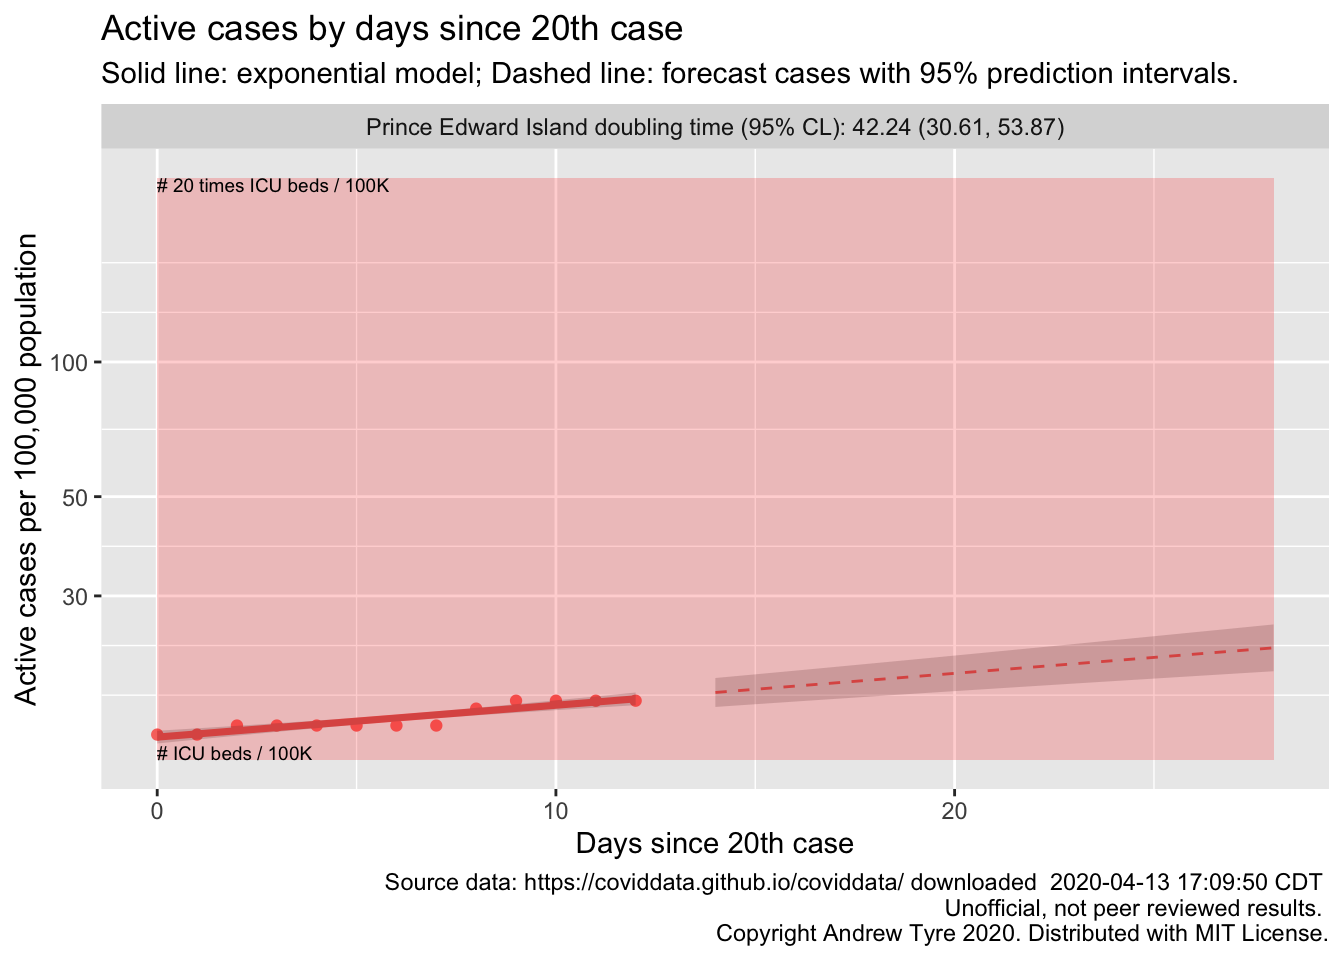 Active cases by days since 20th case
Solid line: exponential model; Dashed line: forecast cases with 95% prediction intervals.
Prince Edward Island doubling time (95% CL): 42.24 (30.61, 53.87)
# 20 times ICU beds / 100K
Active cases per 100,000 population
100
50
30
# ICU beds / 100K
0
10
20
Days since 20th case
Source data: https://coviddata.github.io/coviddata/ downloaded  2020-04-13 17:09:50 CDT
Unofficial, not peer reviewed results.
Copyright Andrew Tyre 2020. Distributed with MIT License.